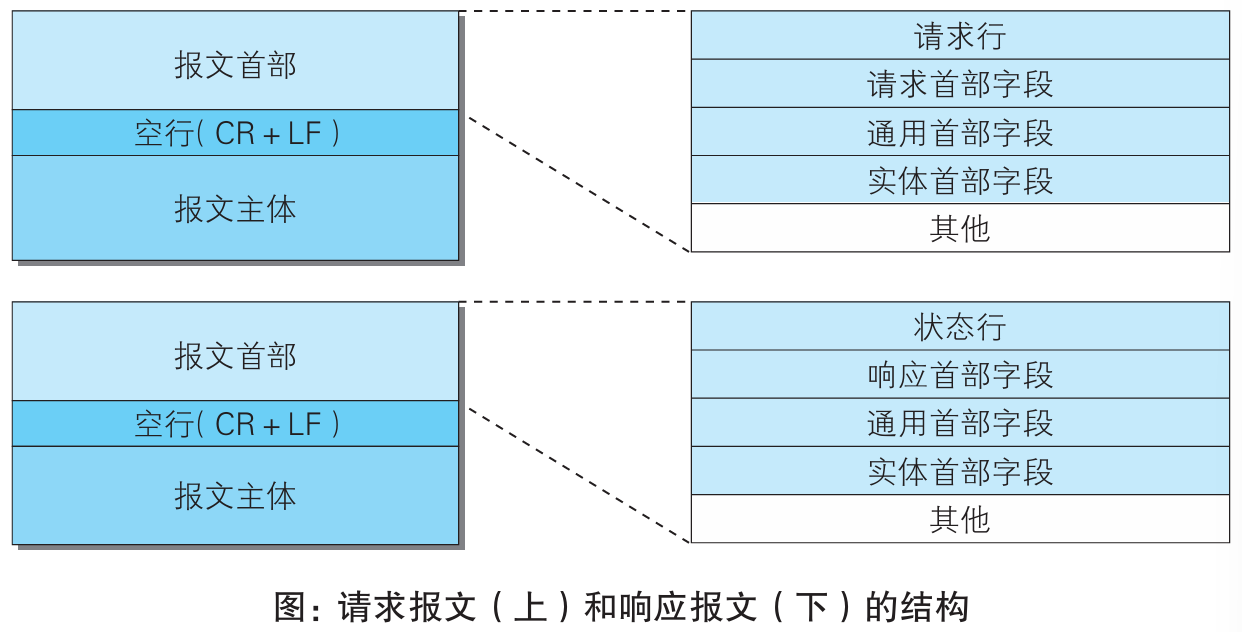 报文首部
空行(CR+LF)
报文主体
请求行
请求首部字段
通用首部字段
实体首部字段
其他
报文首部
空行(CR+LF)
报文主体
状态行
响应首部字段
通用首部字段
实体首部字段
其他
图：请求报文（上）和响应报文（下）的结构